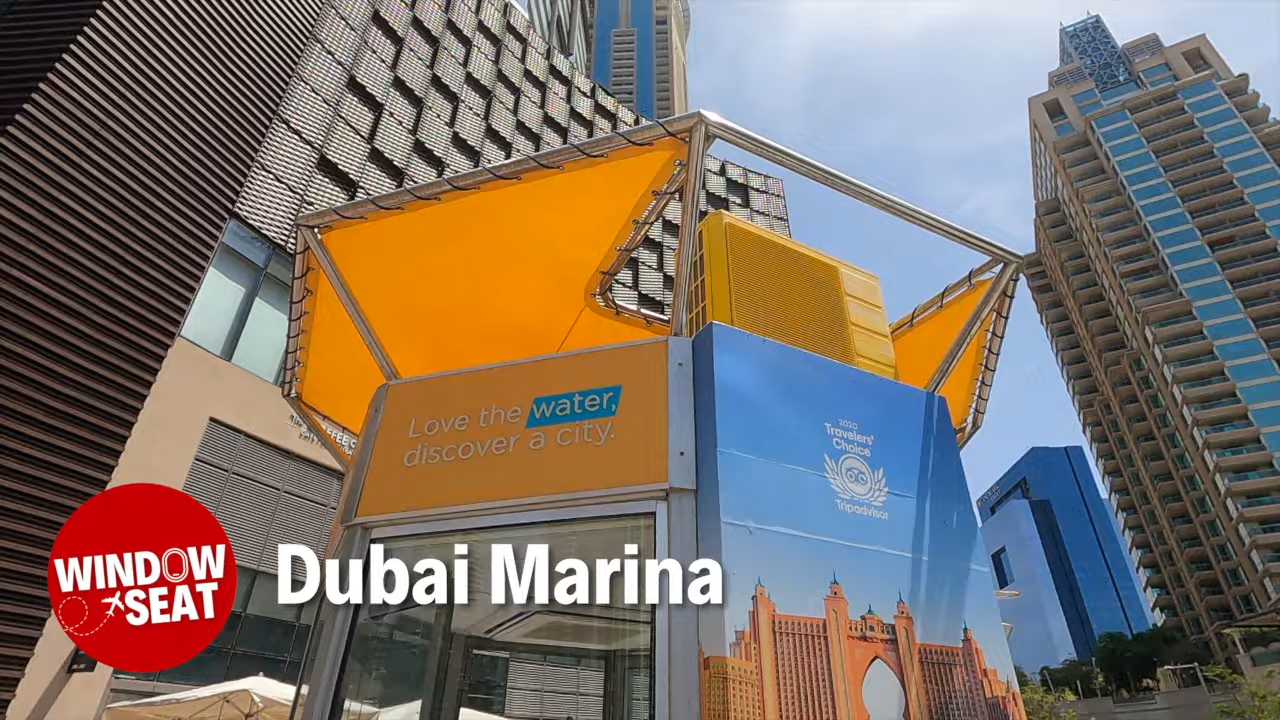 Love the water,
discover a city.
2020
Travelers'
Choice
Tripadvisor
WINDOW
SEAT
Dubai Marina